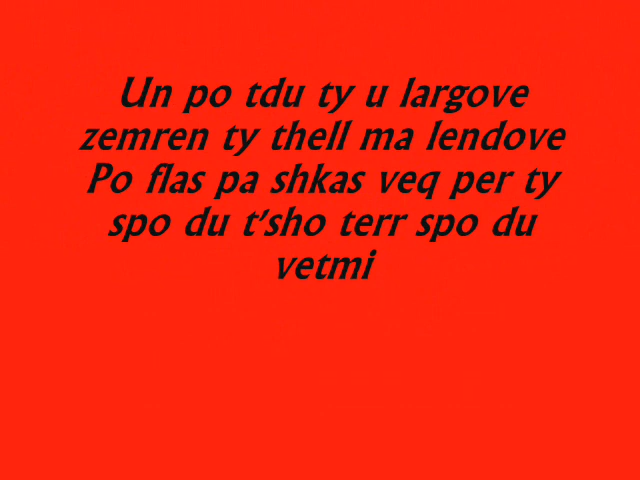 Un po tdu ty u largove
zemren ty thell ma lendove
Po flas pa shkas veq per ty
spo du t'sho terr spo du
vetmi